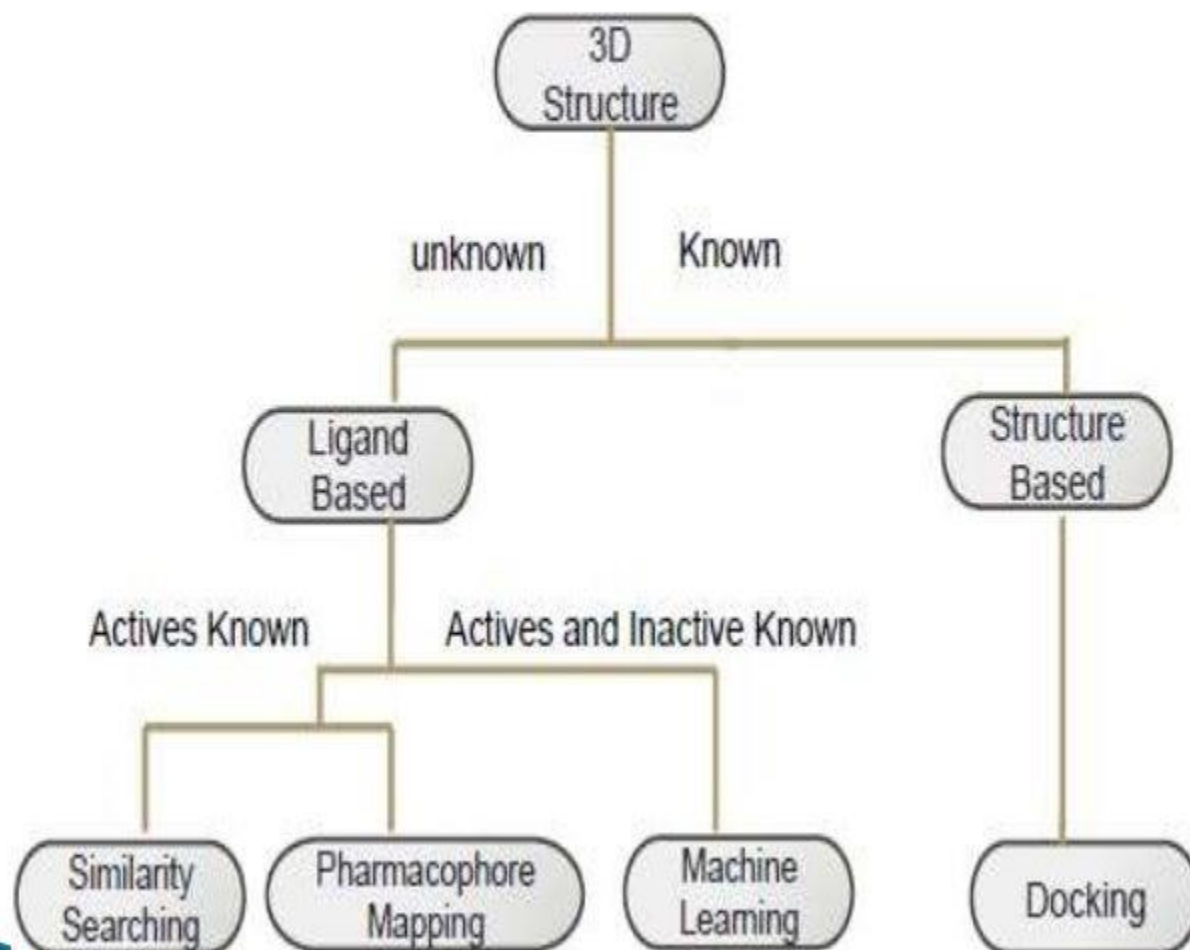 3D
Structure
unknown
Known
Ligand
Based
Structure
Based
Actives Known
Actives and Inactive Known
Similarity
Searching
Pharmacophore
Mapping
Machine
Learning
Docking